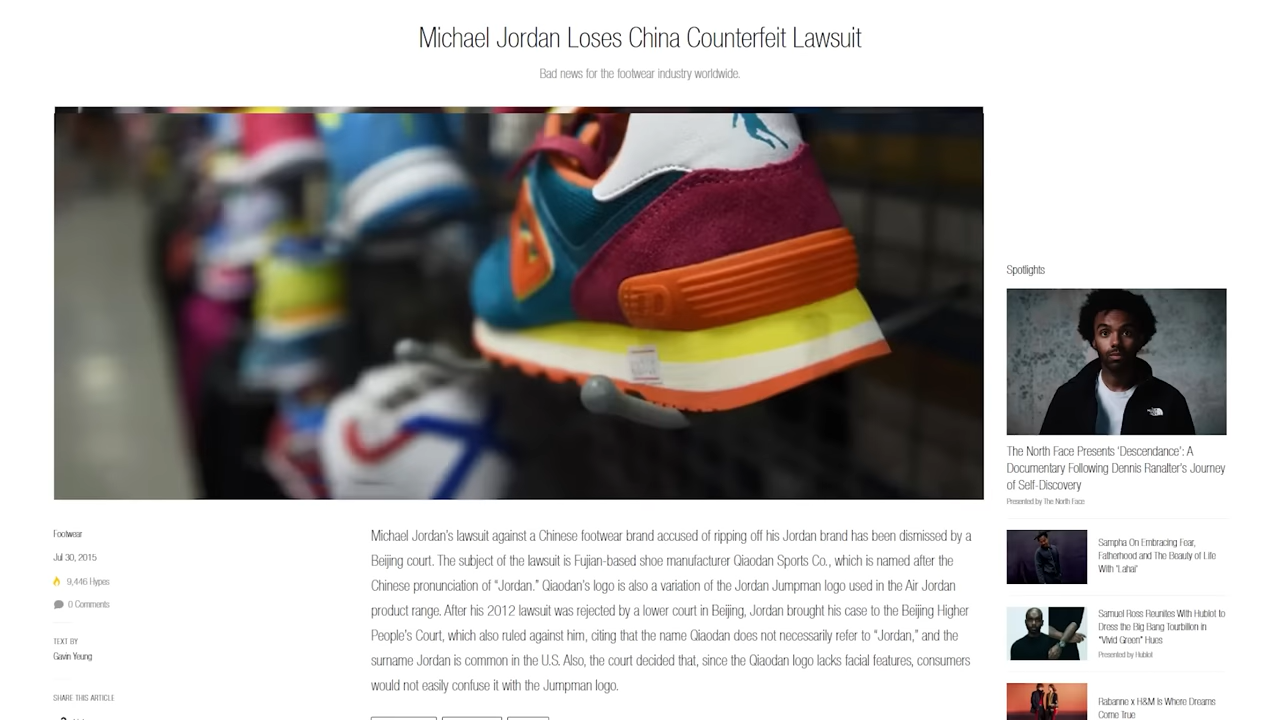 Michael Jordan Loses China Counterfeit Lawsuit
Bad news for the footwear industry worldwide.
Footwear
Jul 30, 2015
9,446 Hypes
0 Comments
TEXT BY
Gavin Yeung
SHARE THIS ARTICLE
Michael Jordan's lawsuit against a Chinese footwear brand accused of ripping off his Jordan brand has been dismissed by a
Beijing court. The subject of the lawsuit is Fujian-based shoe manufacturer Qiaodan Sports Co., which is named after the
Chinese pronunciation of "Jordan." Qiaodan's logo is also a variation of the Jordan Jumpman logo used in the Air Jordan
product range. After his 2012 lawsuit was rejected by a lower court in Beijing, Jordan brought his case to the Beijing Higher
People's Court, which also ruled against him, citing that the name Qiaodan does not necessarily refer to "Jordan," and the
surname Jordan is common in the U.S. Also, the court decided that, since the Qiaodan logo lacks facial features, consumers
would not easily confuse it with the Jumpman logo.
Spotlights
The North Face Presents 'Descendance': A
Documentary Following Dennis Ranalter's Journey
of Self-Discovery
Presented by The North Face
Sampha On Embracing Fear,
Fatherhood and The Beauty of Life
With "Lahai"
Samuel Ross Reunites With Hublot to
Dress the Big Bang Tourbillon in
"Vivid Green" Hues
Presented by Hublot
Rabanne x H&M Is Where Dreams
Come True